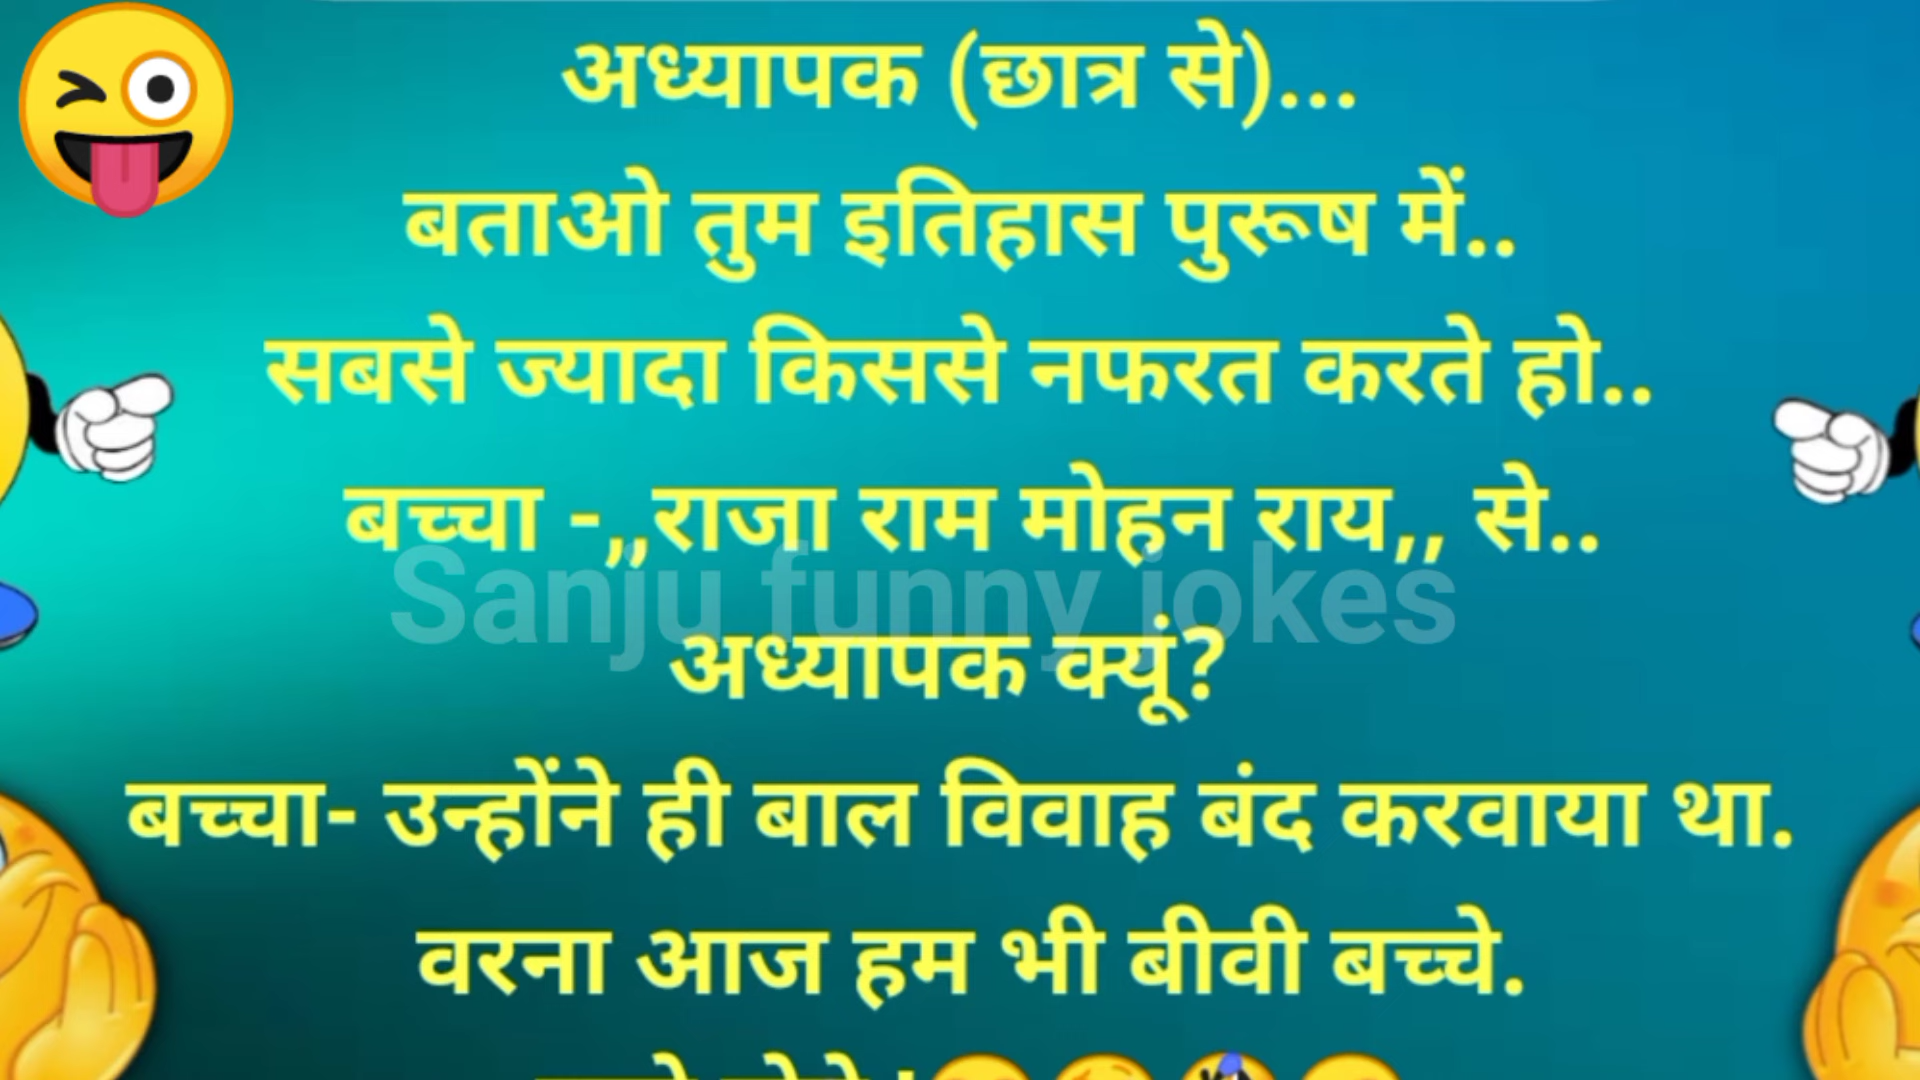 अध्यापक (छात्र से)...
बताओ तुम इतिहास पुरूष में..
सबसे ज्यादा किससे नफरत करते हो..
बच्चा -,,राजा राम मोहन राय,, से..
Sanju funny jokes
अध्यापक क्यूं?
बच्चा- उन्होंने ही बाल विवाह बंद करवाया था.
वरना आज हम भी बीवी बच्चे.